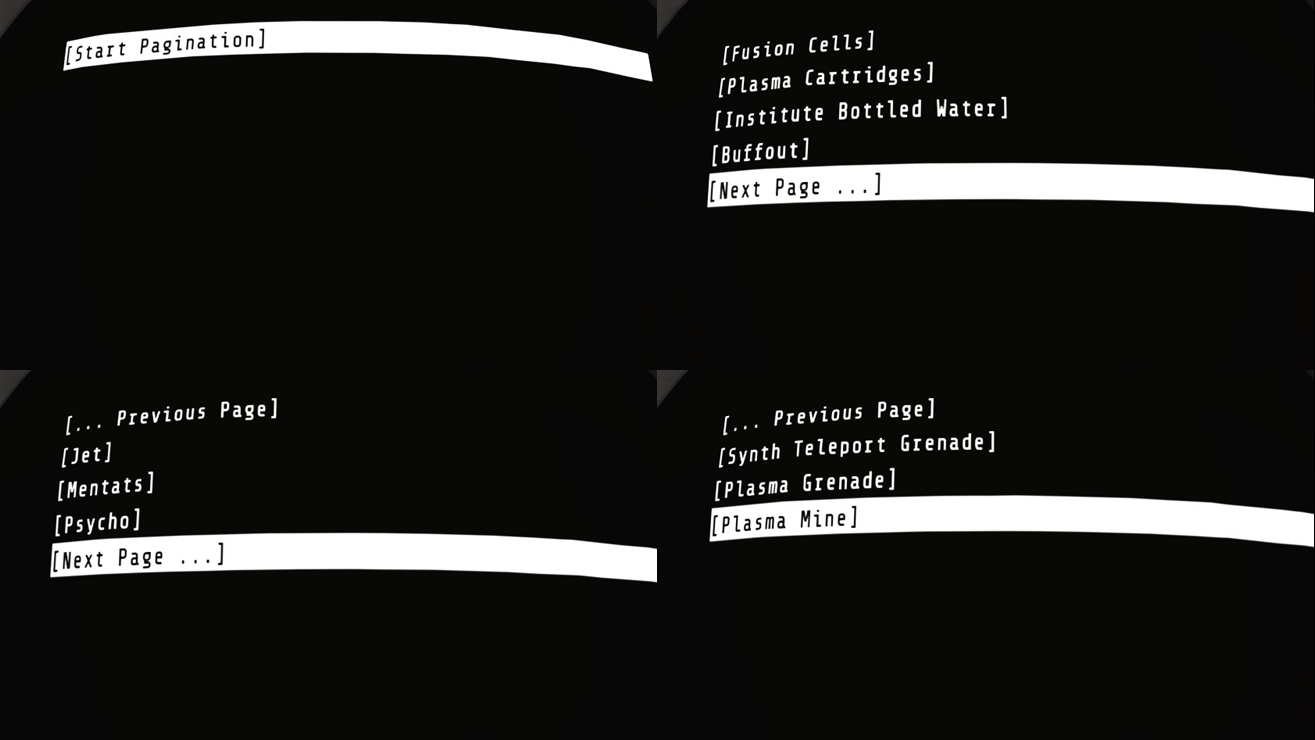 [Start Pagination]
[Fusion Cells]
[Plasma Cartridges]
[Institute Bottled Water]
[Buffout]
[Next Page ...]
[... Previous Page]
[Jet]
[Mentats]
[Psycho]
[Next Page ...]
[... Previous Page]
[Synth Teleport Grenade]
[Plasma Grenade]
[Plasma Mine]